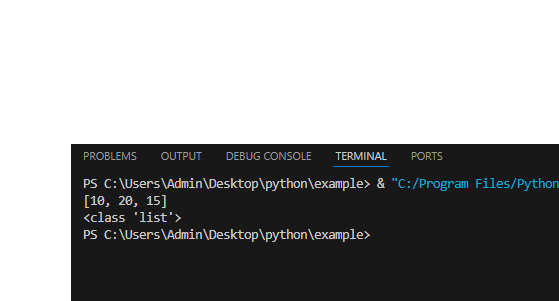 PROBLEMS OUTPUT DEBUG CONSOLE TERMINAL PORTS
PS C:\Users\Admin\Desktop\python\example> & "C:/Program Files/Python
[10, 20, 15]
<class 'list'>
PS C:\Users\Admin\Desktop\python\example>